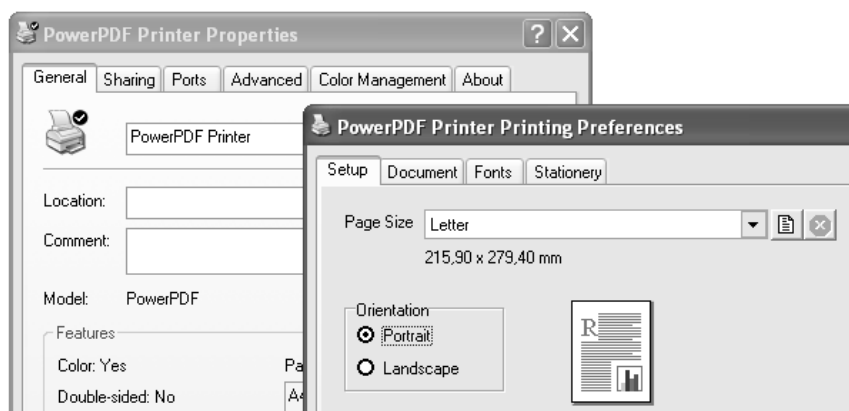 PowerPDF Printer Properties
General Sharing Ports Advanced Color Management About
PowerPDF Printer
Location:
Comment:
Model: PowerPDF
Features
Color: Yes
Double-sided: No
PowerPDF Printer Printing Preferences
Setup Document Fonts Stationery
Page Size Letter
215,90 x 279,40 mm
Orientation
Portrait
Landscape
R